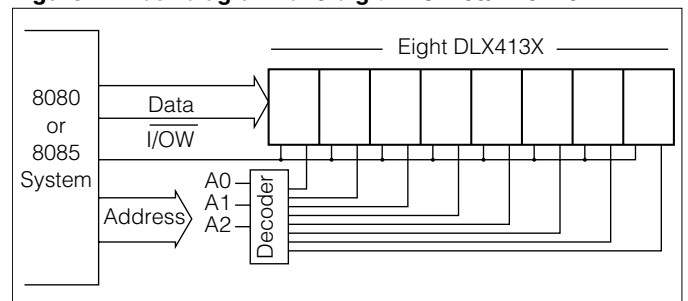 Eight DLX413X
8080
or
8085
System
Data
I/OW
Address
A0
A1
A2
Decoder